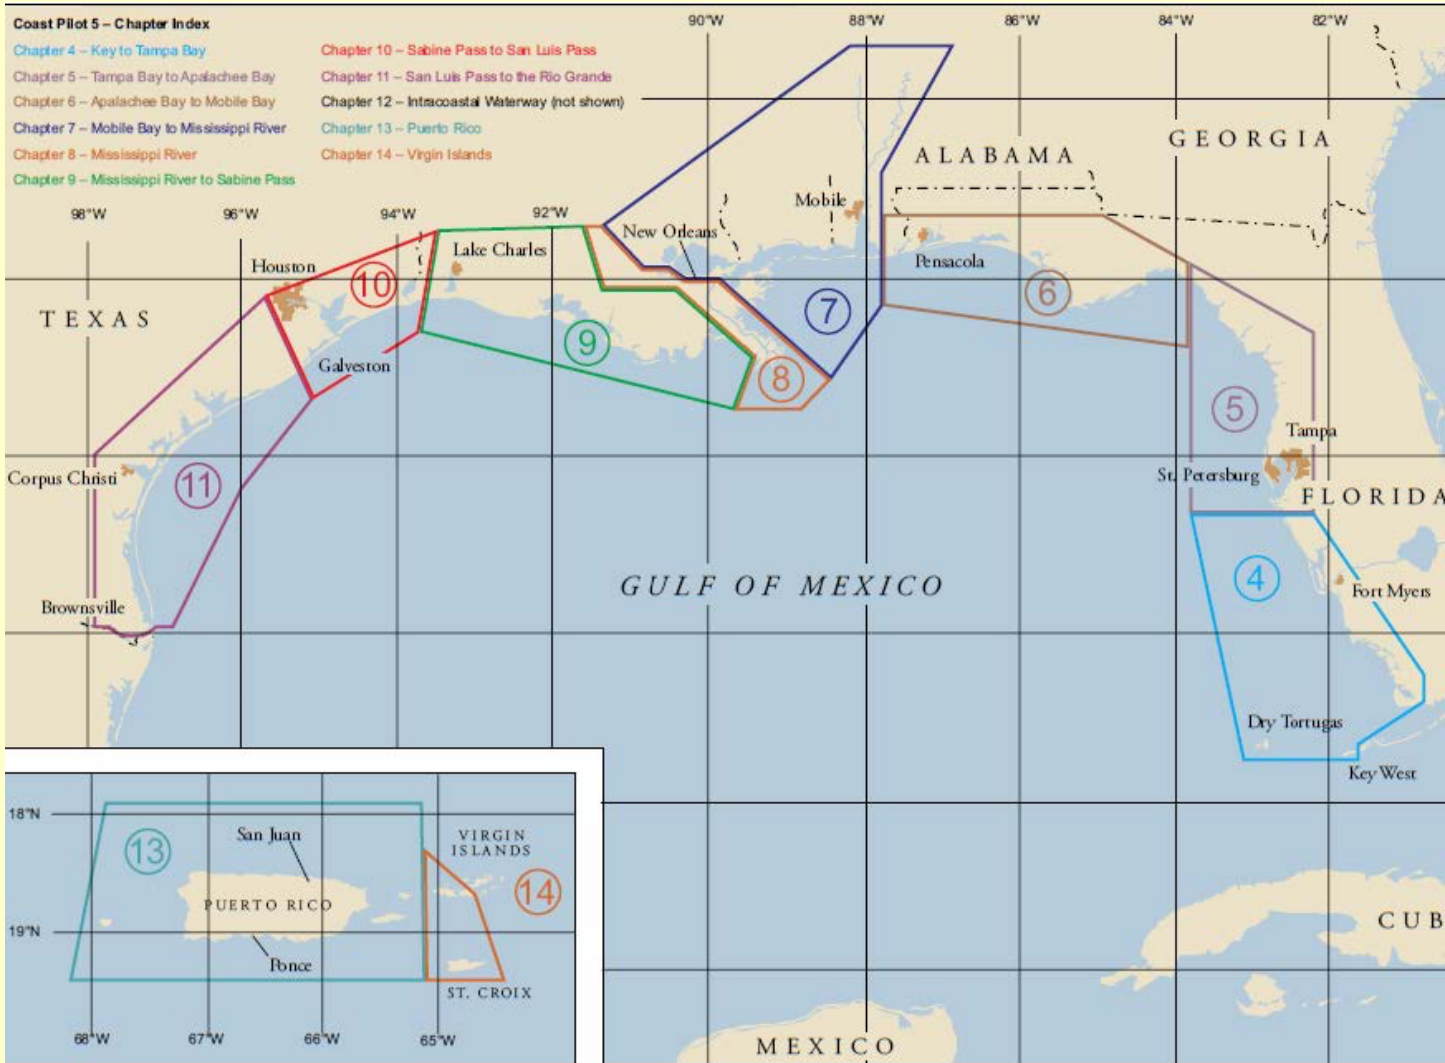 Coast Pilot 5 – Chapter Index
Chapter 4 – Key to Tampa Bay
Chapter 5 – Tampa Bay to Apalachee Bay
Chapter 6 – Apalachee Bay to Mobile Bay
Chapter 7 – Mobile Bay to Mississippi River
Chapter 8 – Mississippi River
Chapter 9 – Mississippi River to Sabine Pass
Chapter 10 – Sabine Pass to San Luis Pass
Chapter 11 – San Luis Pass to the Rio Grande
Chapter 12 – Intracoastal Waterway (not shown)
Chapter 13 – Puerto Rico
Chapter 14 – Virgin Islands
90°W
88°W
86°W
84°W
82°W
98°W
96°W
94°W
92°W
GEORGIA
ALABAMA
Mobile
New Orleans
Lake Charles
Pensacola
Houston
10
6
7
TEXAS
9
Galveston
8
5
Tampa
Corpus Christi
11
St. Petersburg
FLORIDA
GULF OF MEXICO
4
Fort Myers
Brownsville
Dry Tortugas
Key West
18°N
San Juan
VIRGIN
ISLANDS
13
14
PUERTO RICO
19°N
Ponce
ST. CROIX
68°W
67°W
66°W
65°W
CUB
MEXICO